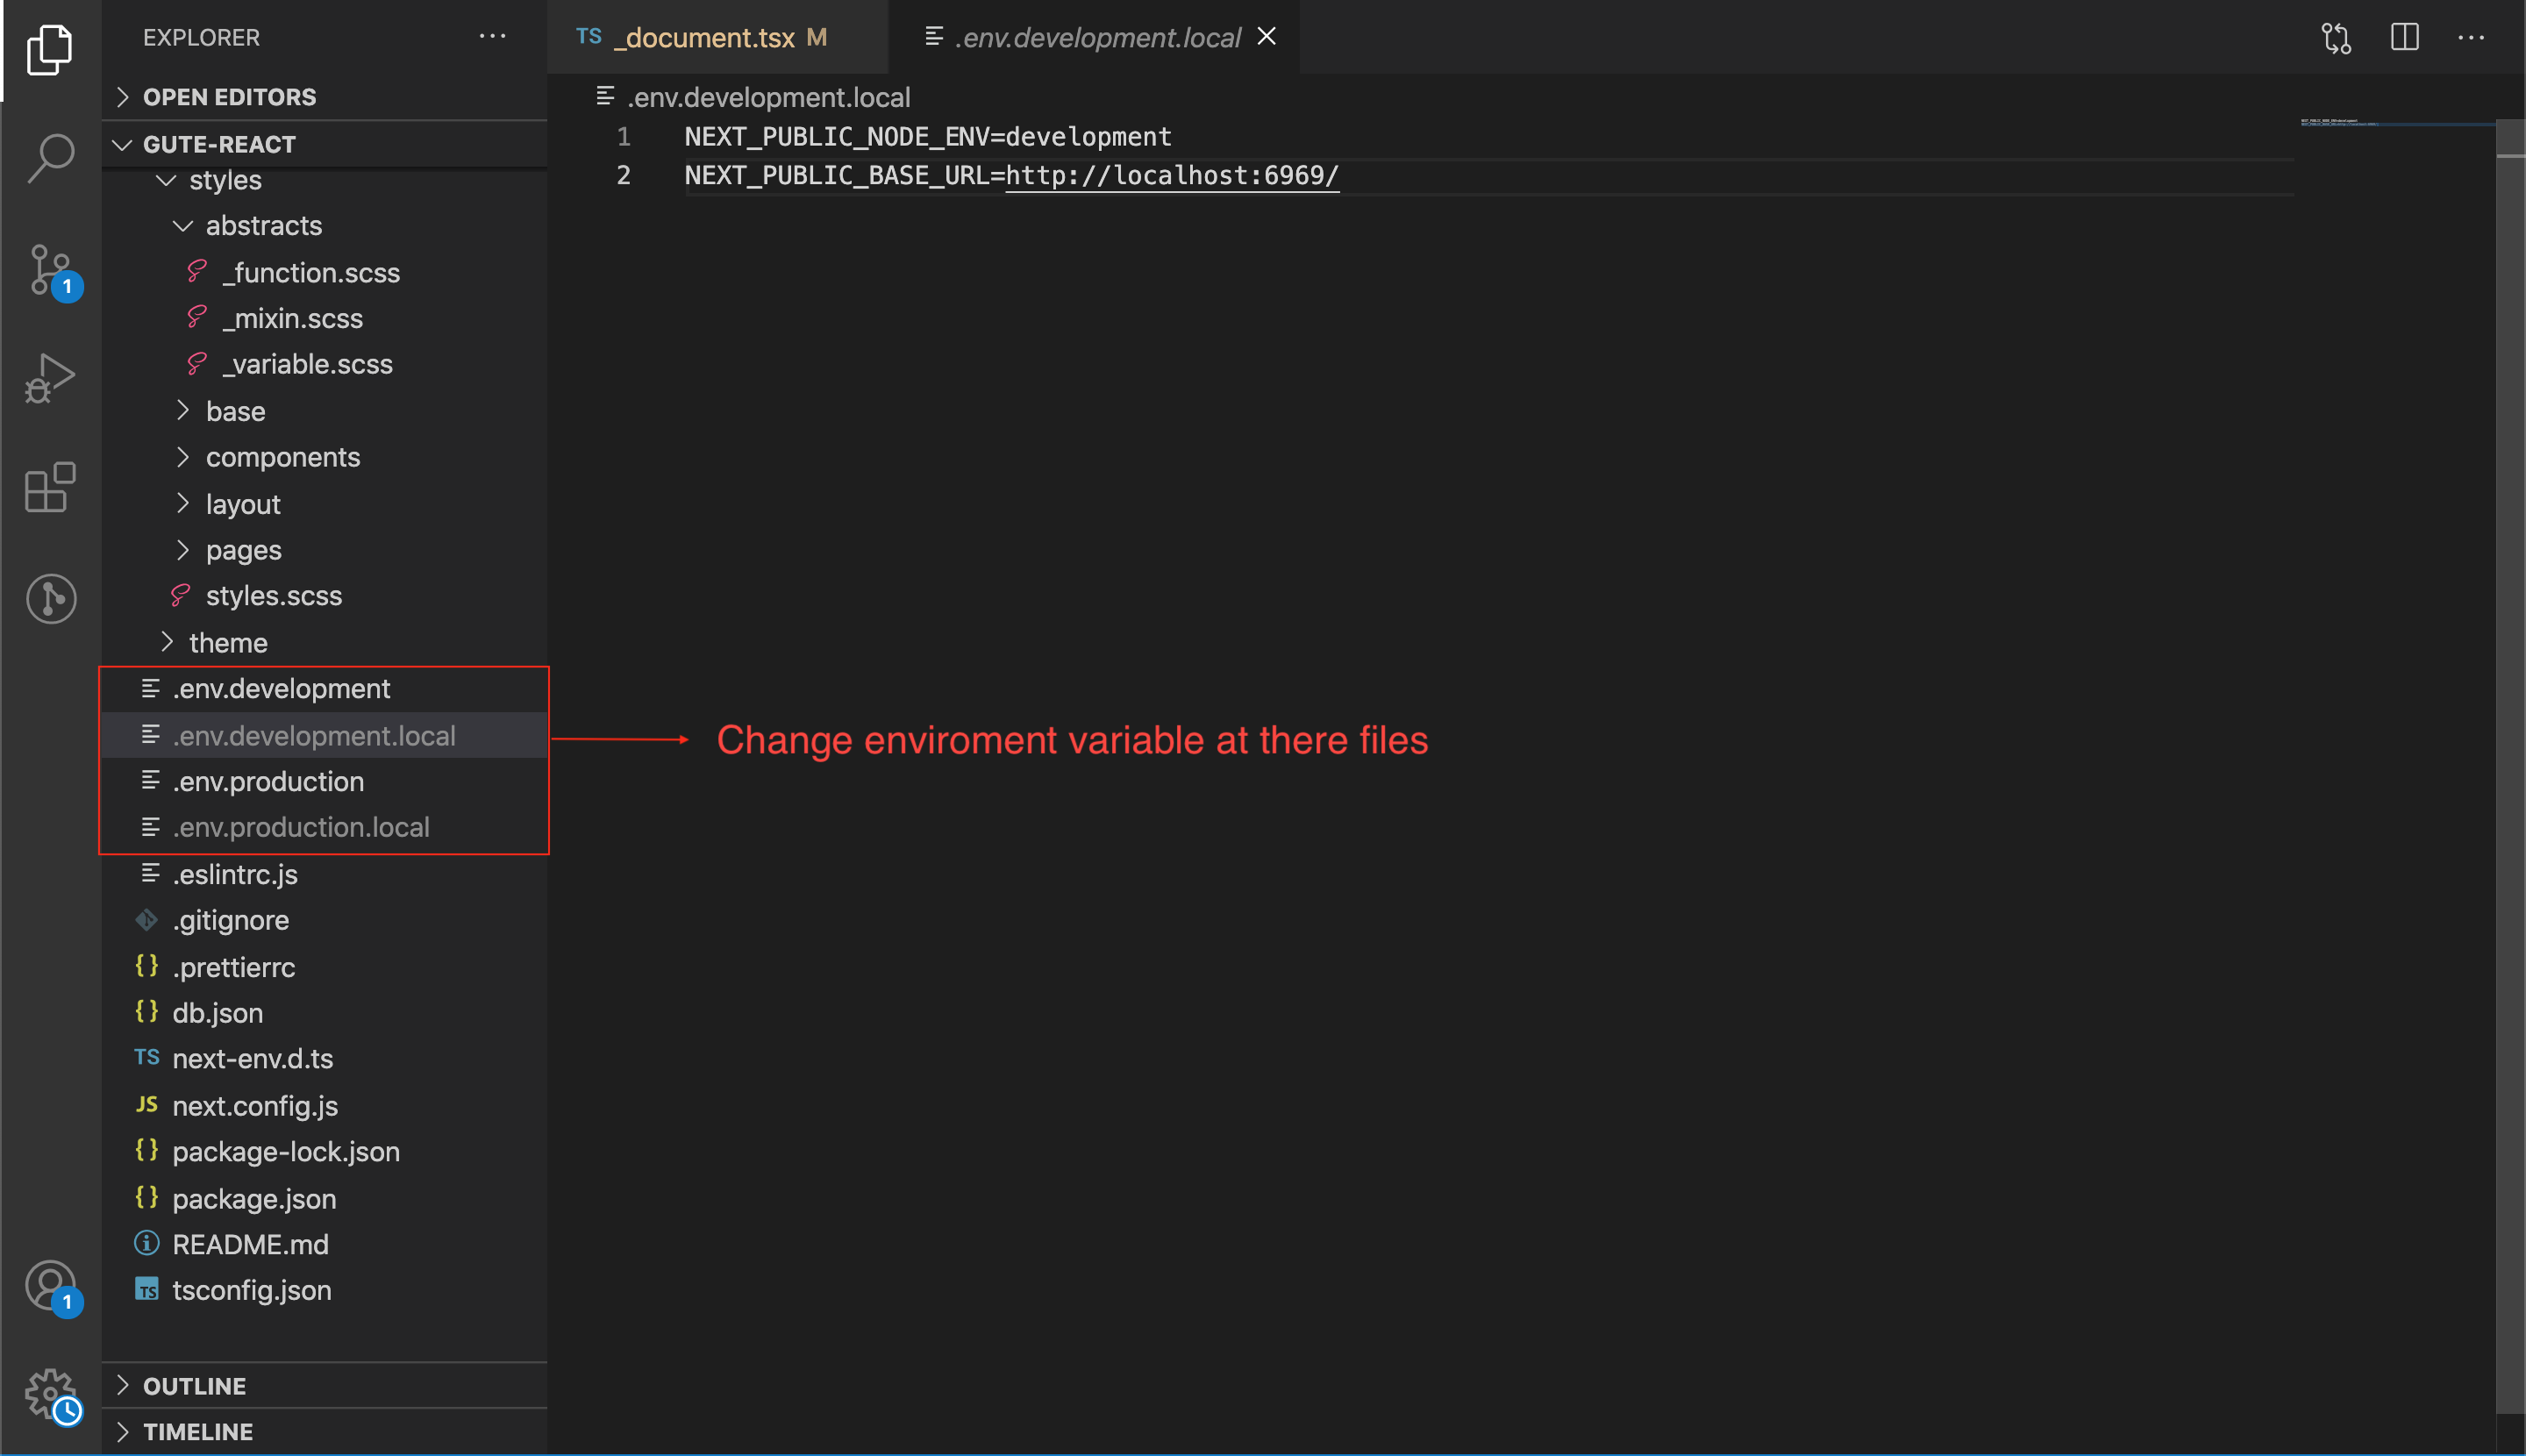 EXPLORER
OPEN EDITORS
GUTE-REACT
styles
abstracts
_function.scss
_mixin.scss
_variable.scss
base
components
layout
pages
styles.scss
theme
.env.development
.env.development.local
.env.production
.env.production.local
.eslintrc.js
.gitignore
{} .prettierrc
{} db.json
TS next-env.d.ts
JS next.config.js
{} package-lock.json
{} package.json
README.md
TS tsconfig.json
OUTLINE
TIMELINE
1
1
TS _document.tsx M
.env.development.local
.env.development.local
1 NEXT_PUBLIC_NODE_ENV=development
2 NEXT_PUBLIC_BASE_URL=http://localhost:6969/
Change enviroment variable at there files